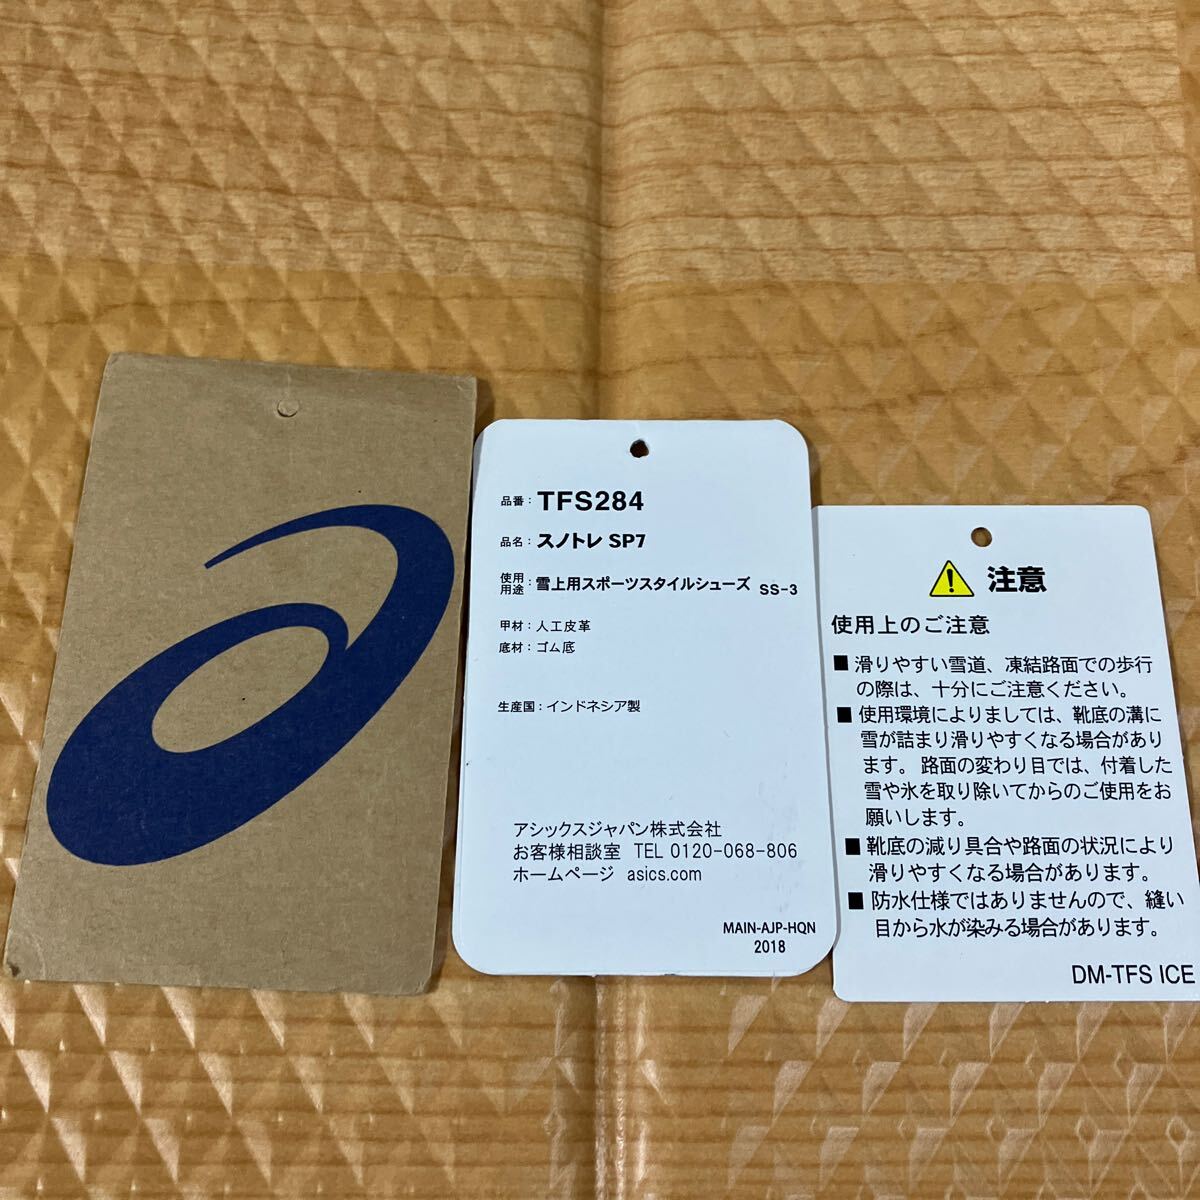 品番: TFS284
品名: スノトレ SP7
使用用途: 雪上用スポーツスタイルシューズ SS-3
甲材: 人工皮革
底材: ゴム底
生産国: インドネシア製
アシックスジャパン株式会社
お客様相談室 TEL 0120-068-806
ホームページ asics.com
MAIN-AJP-HQN
2018
注意
使用上のご注意
■ 滑りやすい雪道、凍結路面での歩行
の際は、十分にご注意ください。
■ 使用環境によりましては、靴底の溝に
雪が詰まり滑りやすくなる場合があり
ます。路面の変わり目では、付着した
雪や氷を取り除いてからのご使用をお
願いします。
■ 靴底の減り具合や路面の状況により
滑りやすくなる場合があります。
■ 防水仕様ではありませんので、縫い
目から水が染みる場合があります。
DM-TFS ICE